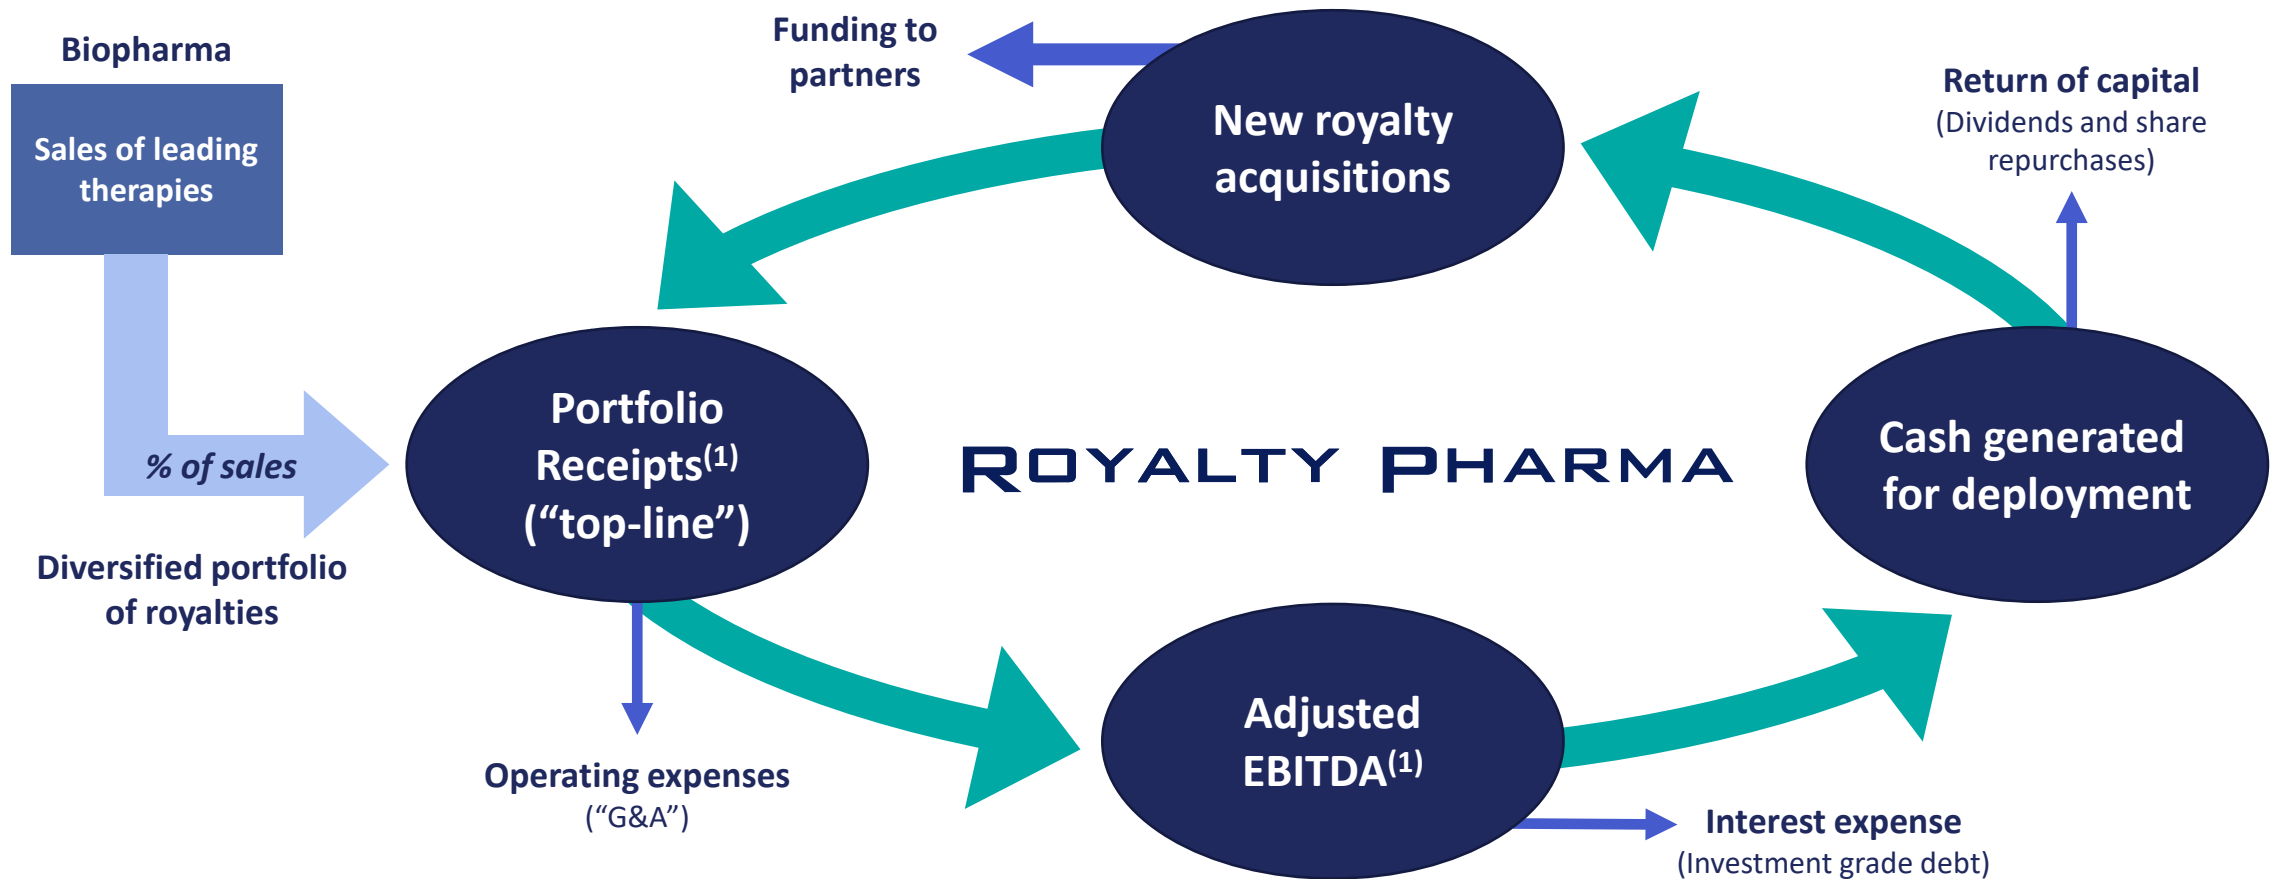 Biopharma
Sales of leading
therapies
% of sales
Diversified portfolio
of royalties
Funding to
partners
New royalty
acquisitions
Return of capital
(Dividends and share
repurchases)
Portfolio
Receipts(1)
(“top-line”)
ROYALTY PHARMA
Cash generated
for deployment
Operating expenses
(“G&A”)
Adjusted
EBITDA(1)
Interest expense
(Investment grade debt)